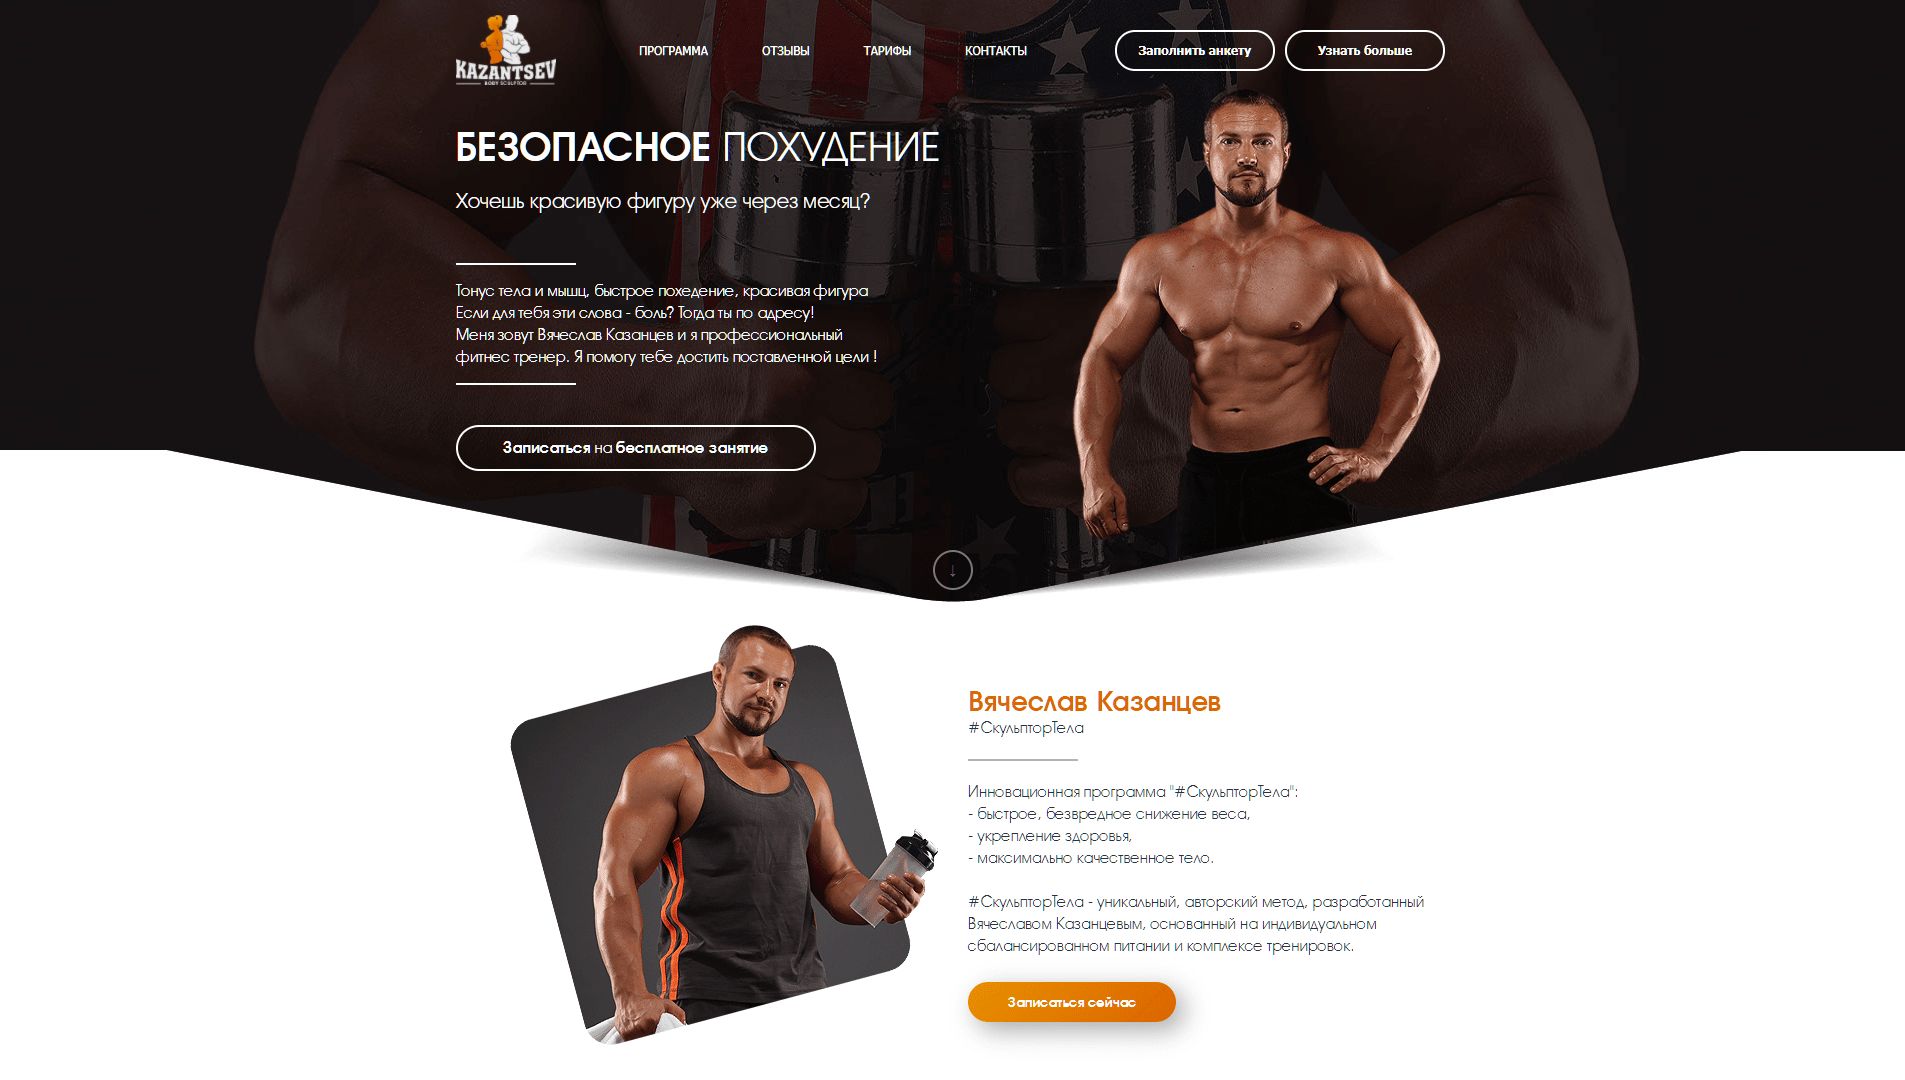 KAZANTSEV
BODY SCULPTOR
ПРОГРАММА
ОТЗЫВЫ
ТАРИФЫ
КОНТАКТЫ
Заполнить анкету
Узнать больше
БЕЗОПАСНОЕ ПОХУДЕНИЕ
Хочешь красивую фигуру уже через месяц?
Тонус тела и мышц, быстрое похедение, красивая фигура
Если для тебя эти слова - боль? Тогда ты по адресу!
Меня зовут Вячеслав Казанцев и я профессиональный
фитнес тренер. Я помогу тебе достить поставленной цели !
Записаться на бесплатное занятие
↓
Вячеслав Казанцев
#СкульпторТела
Инновационная программа "#СкульпторТела":
- быстрое, безвредное снижение веса,
- укрепление здоровья,
- максимально качественное тело.
#СкульпторТела - уникальный, авторский метод, разработанный
Вячеславом Казанцевым, основанный на индивидуальном
сбалансированном питании и комплексе тренировок.
Записаться сейчас